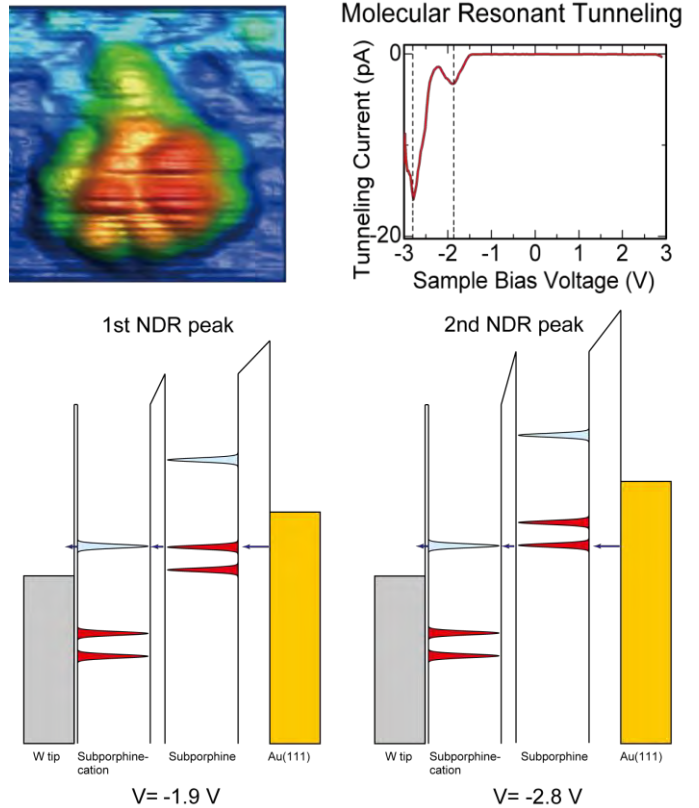 Molecular Resonant Tunneling
Tunneling Current (pA)
0
-20
-3 -2 -1 0 1 2 3
Sample Bias Voltage (V)
1st NDR peak
2nd NDR peak
W tip
Subporphine-
cation
Subporphine
Au(111)
W tip
Subporphine-
cation
Subporphine
Au(111)
V= -1.9 V
V= -2.8 V